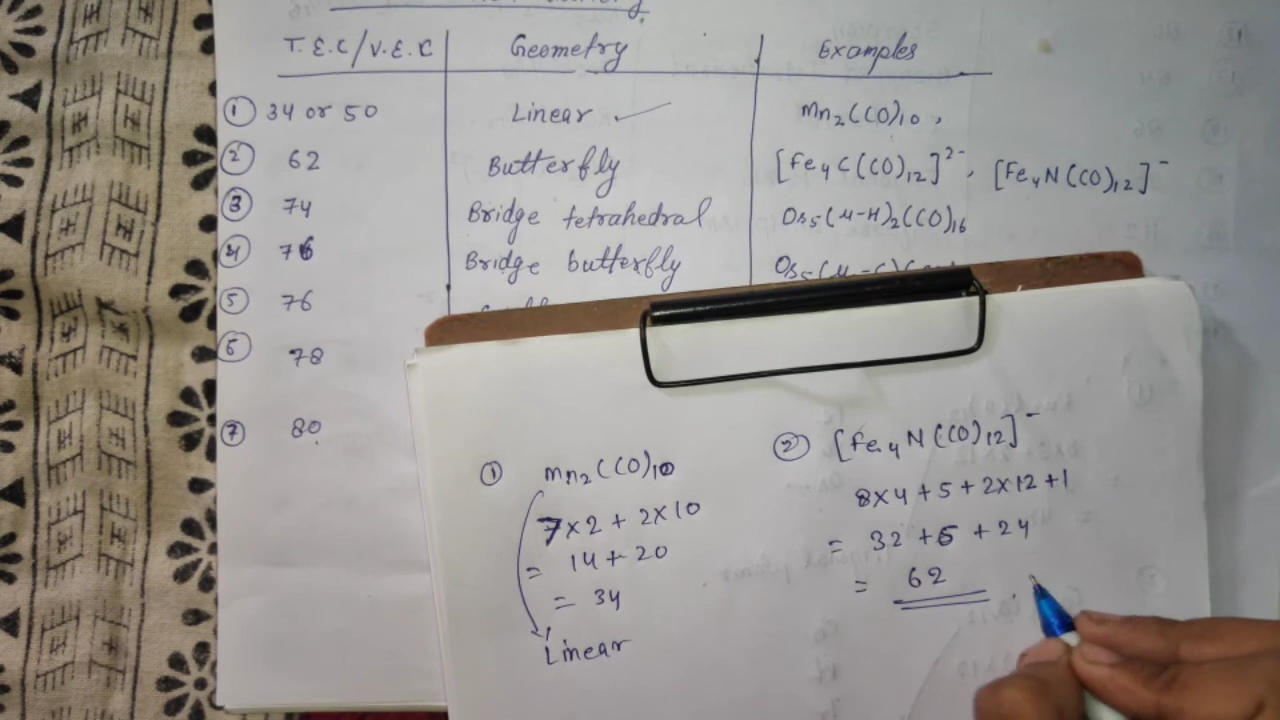 T.E.C/V.E.C Geometry Examples
① 34 or 50 Linear ✓ Mn₂(CO)10,
② 62 Butterfly [Fe₄C(CO)₁₂]²⁻, [Fe₄N(CO)₁₂]⁻
③ 74 Bridge tetrahedral Os₅(μ-H)₂(CO)₁₆
④ 76 Bridge butterfly
⑤ 76
⑥ 78
⑦ 80
① Mn₂(CO)10
7×2 + 2×10
= 14 + 20
= 34
Linear
② [Fe₄N(CO)₁₂]⁻
8×4 + 5 + 2×12 + 1
= 32 + 6 + 24
= 62